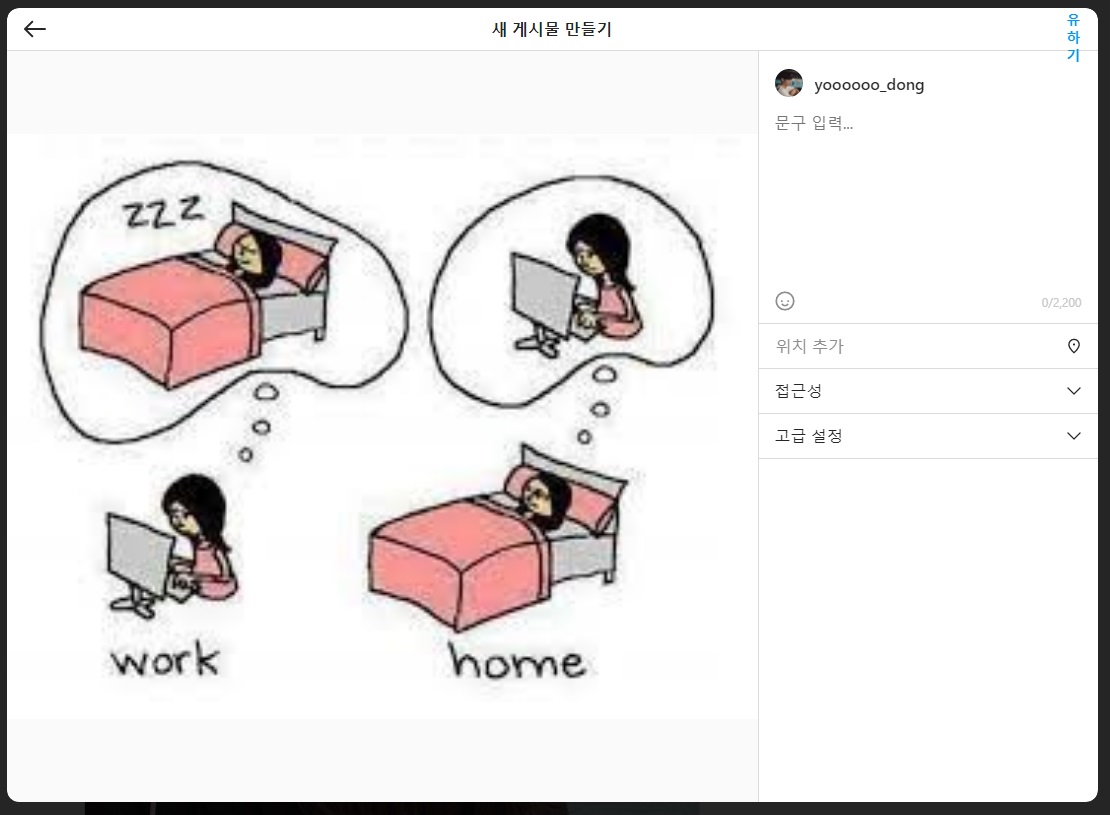 새 게시물 만들기
유
하
기
yoooooo_dong
문구 입력...
0/2,200
위치 추가
접근성
고급 설정
zzz
work
home